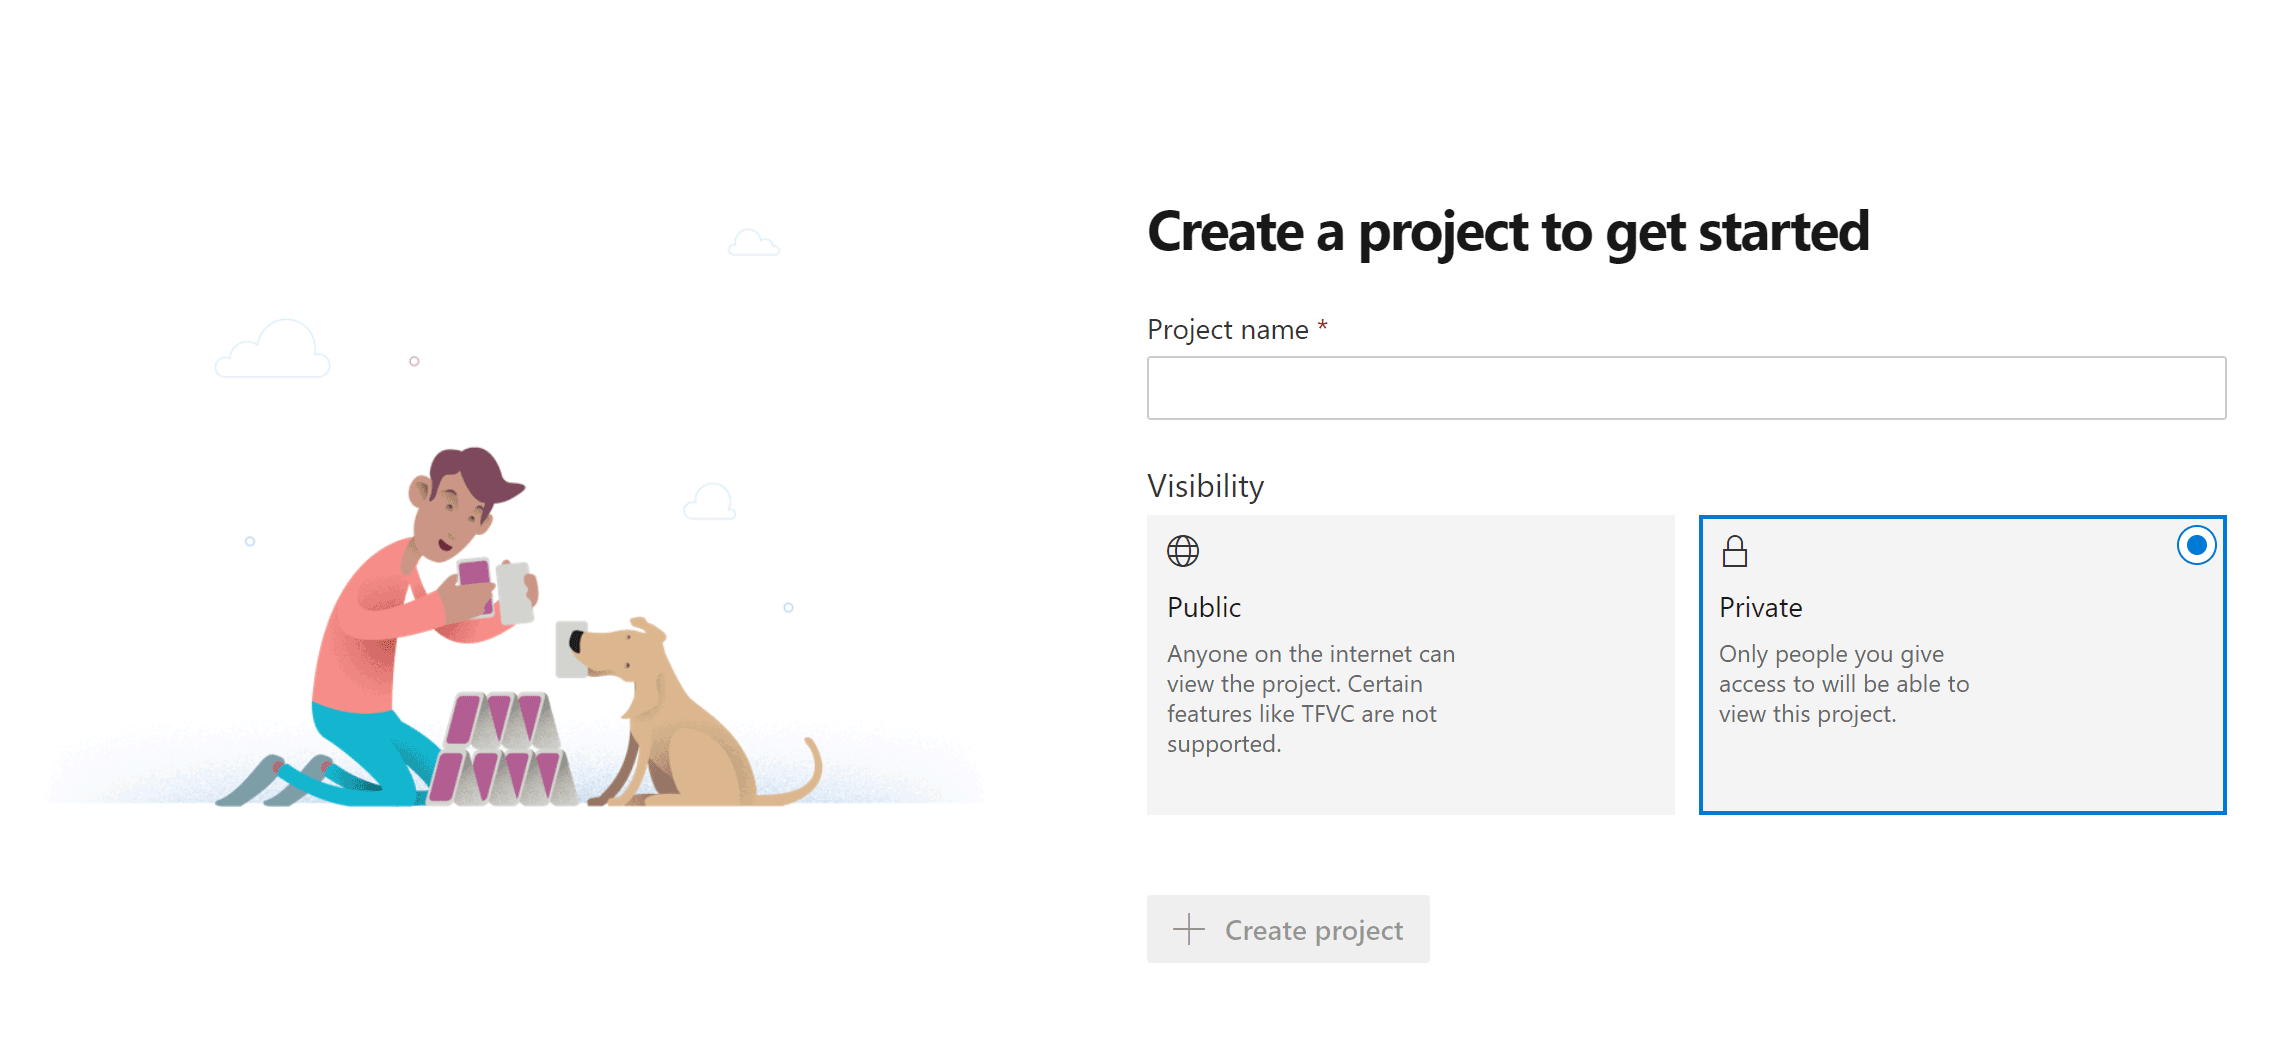 Create a project to get started
Project name *
Visibility
Public
Anyone on the internet can
view the project. Certain
features like TFVC are not
supported.
Private
Only people you give
access to will be able to
view this project.
Create project